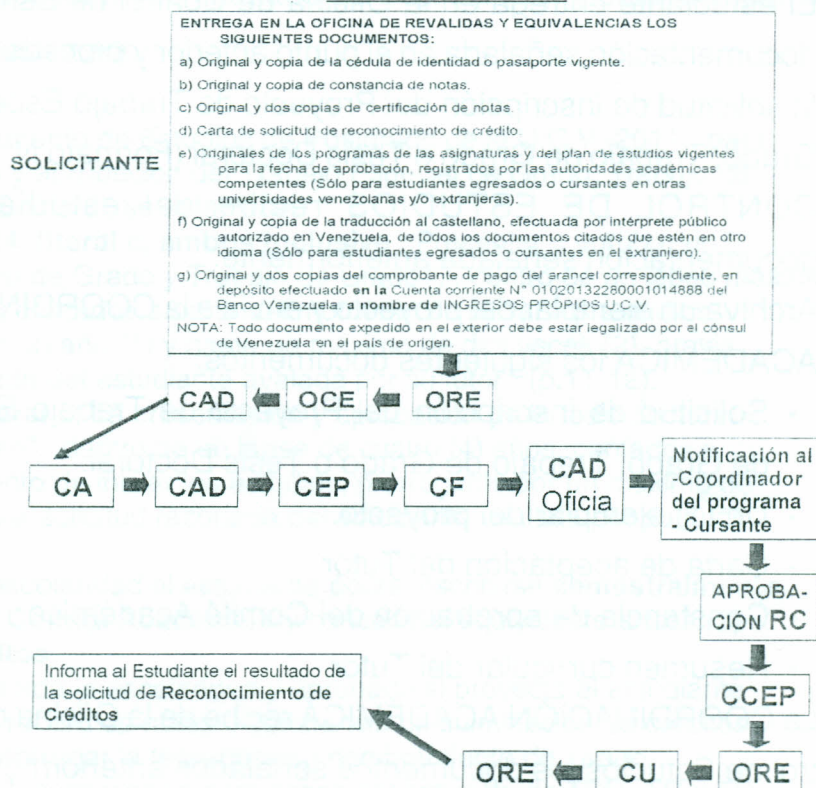 ENTREGA EN LA OFICINA DE REVALIDAS Y EQUIVALENCIAS LOS
SIGUIENTES DOCUMENTOS:
a) Original y copia de la cédula de identidad o pasaporte vigente.
b) Original y copia de constancia de notas.
c) Original y dos copias de certificación de notas.
d) Carta de solicitud de reconocimiento de crédito.
SOLICITANTE
e) Originales de los programas de las asignaturas y del plan de estudios vigentes
para la fecha de aprobación, registrados por las autoridades académicas
competentes (Sólo para estudiantes egresados o cursantes en otras
universidades venezolanas y/o extranjeras).
f) Original y copia de la traducción al castellano, efectuada por intérprete público
autorizado en Venezuela, de todos los documentos citados que estén en otro
idioma (Sólo para estudiantes egresados o cursantes en el extranjero).
g) Original y dos copias del comprobante de pago del arancel correspondiente, en
depósito efectuado en la Cuenta corriente N° 01020132280001014888 del
Banco Venezuela, a nombre de INGRESOS PROPIOS U.C.V.
NOTA: Todo documento expedido en el exterior debe estar legalizado por el cónsul
de Venezuela en el país de origen.
CAD OCE ORE
CA CAD CEP CF CAD
Oficia
Notificación al
-Coordinador
del programa
- Cursante
APROBA-
CIÓN RC
CCEP
Informa al Estudiante el resultado de
la solicitud de Reconocimiento de
Créditos
ORE CU ORE